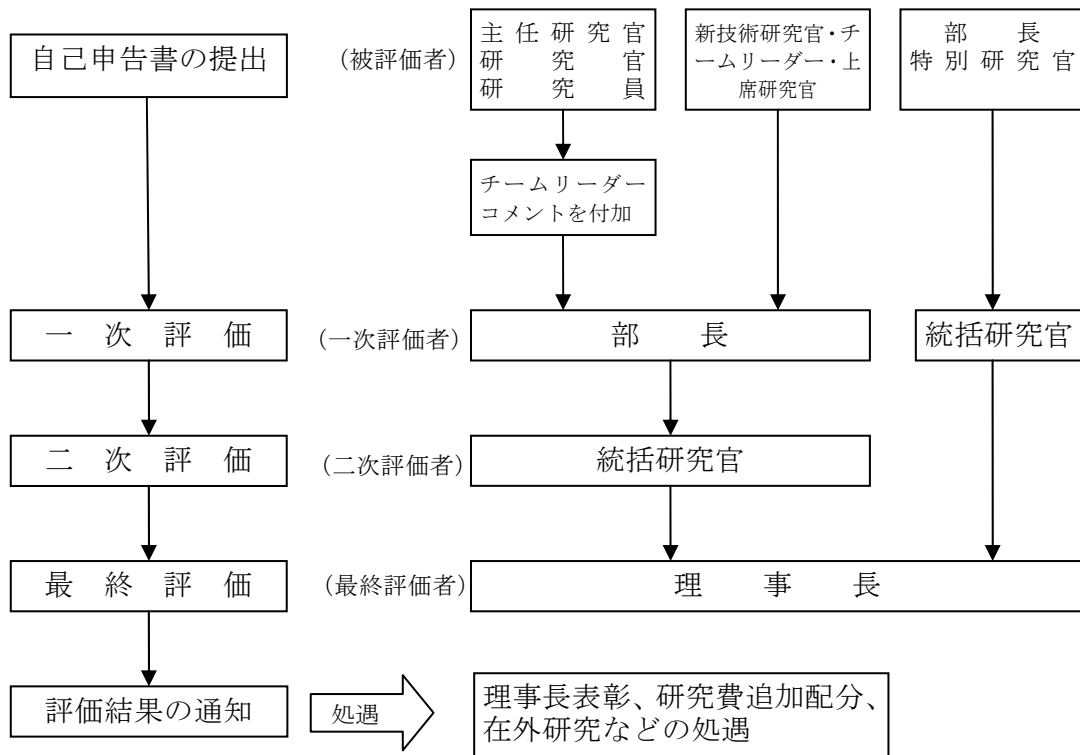 自己申告書の提出
(被評価者)
主任研究官
研究官
研究員
新技術研究官・チ
ームリーダー・上
席研究官
部長
特別研究官
チームリーダー
コメントを付加
一次評価
(一次評価者)
部長
統括研究官
二次評価
(二次評価者)
統括研究官
最終評価
(最終評価者)
理事長
評価結果の通知
処遇
理事長表彰、研究費追加配分、
在外研究などの処遇